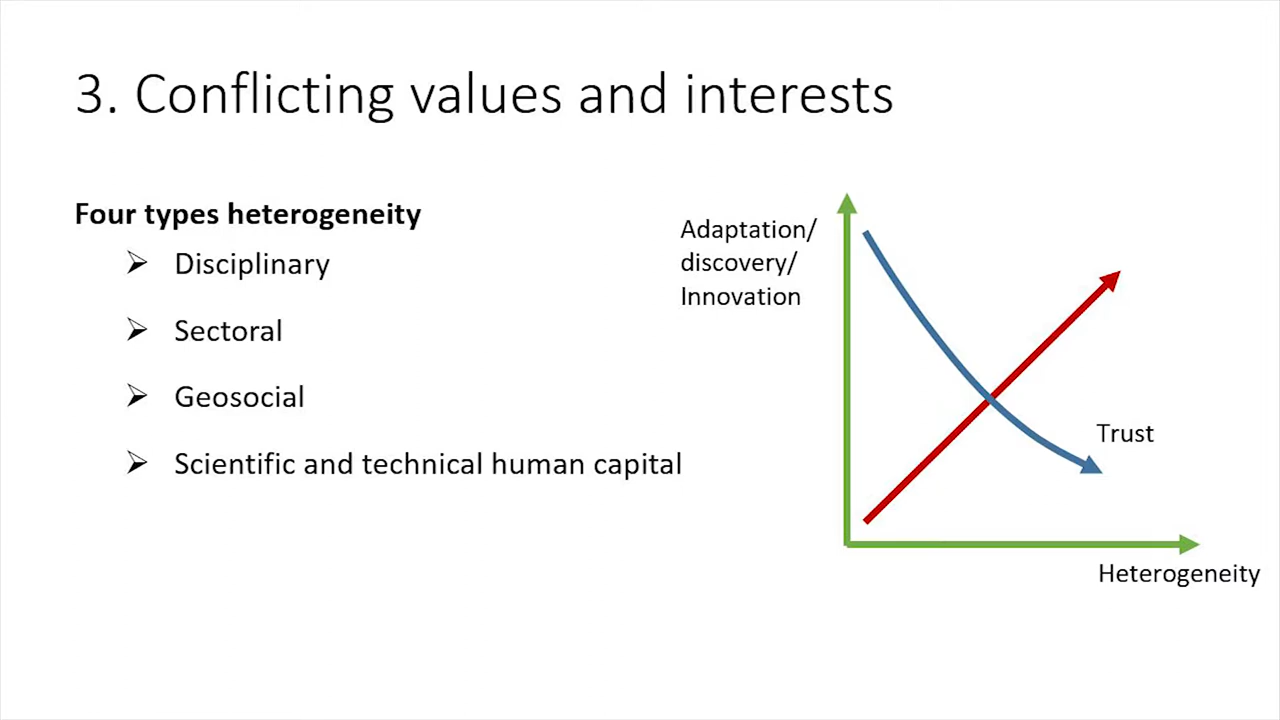 3. Conflicting values and interests
Four types heterogeneity
Disciplinary
Sectoral
Geosocial
Scientific and technical human capital
Adaptation/
discovery/
Innovation
Trust
Heterogeneity